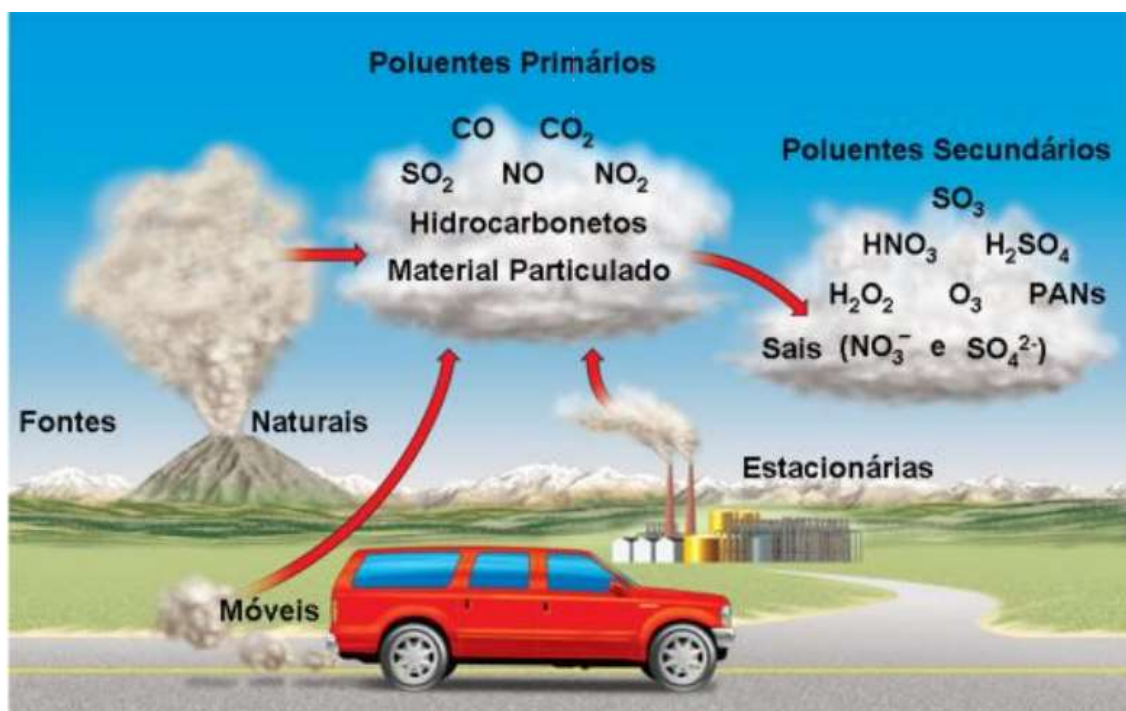 Poluentes Primários
CO CO₂
SO₂ NO NO₂
Hidrocarbonetos
Material Particulado
Poluentes Secundários
SO₃
HNO₃ H₂SO₄
H₂O₂ O₃ PANs
Sais (NO₃⁻ e SO₄²⁻)
Fontes Naturais
Estacionárias
Móveis